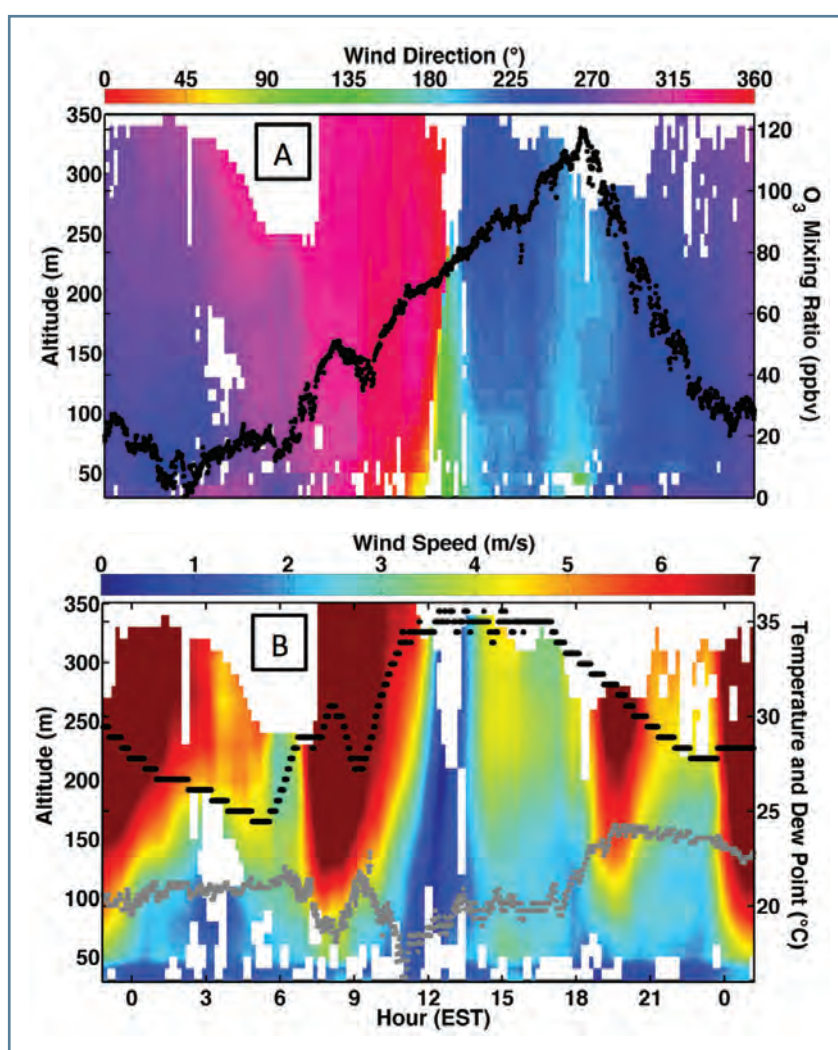 Wind Direction (°)
0 45 90 135 180 225 270 315 360
A
350
300
250
200
150
100
50
Altitude (m)
120
100
80
60
40
20
0
O3 Mixing Ratio (ppbv)
Wind Speed (m/s)
0 1 2 3 4 5 6 7
B
350
300
250
200
150
100
50
Altitude (m)
35
30
25
20
Temperature and Dew Point (°C)
0 3 6 9 12 15 18 21 0
Hour (EST)